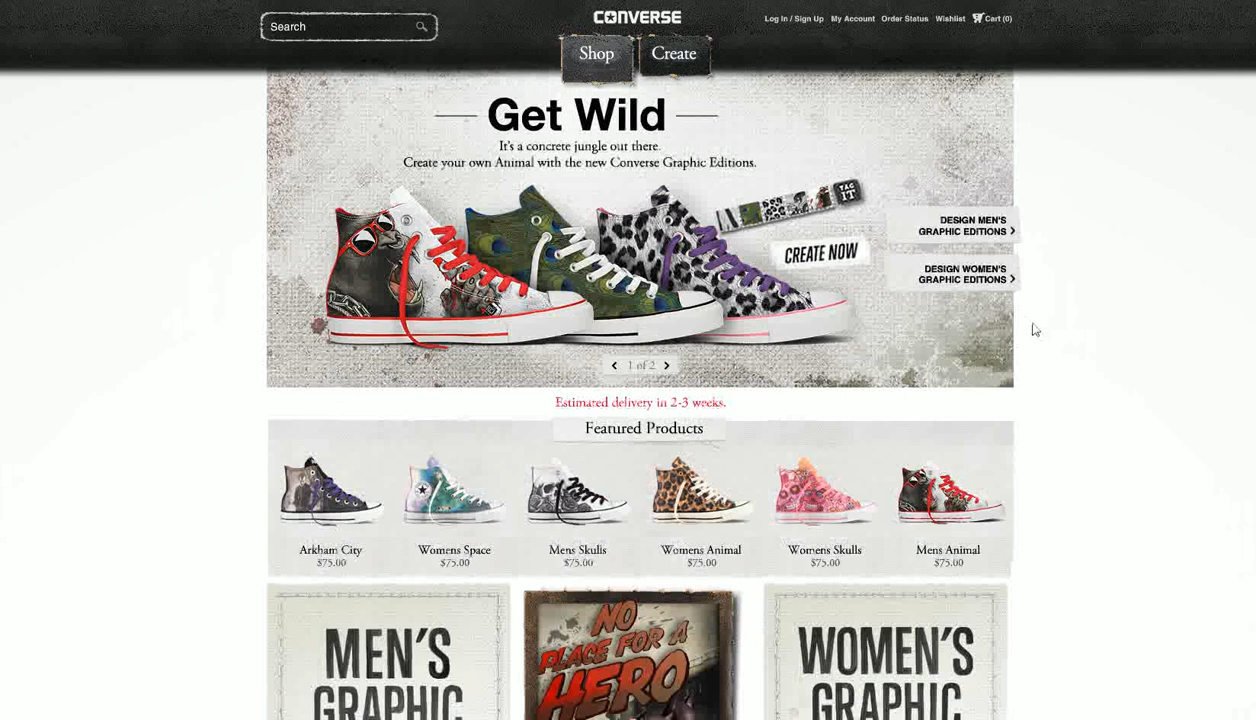 Search
CONVERSE
Log In / Sign Up My Account Order Status Wishlist Cart (0)
Shop
Create
Get Wild
It's a concrete jungle out there.
Create your own Animal with the new Converse Graphic Editions.
TAG
IT
CREATE NOW
DESIGN MEN'S
GRAPHIC EDITIONS
DESIGN WOMEN'S
GRAPHIC EDITIONS
1 of 2
Estimated delivery in 2-3 weeks.
Featured Products
Arkham City
$75.00
Womens Space
$75.00
Mens Skulls
$75.00
Womens Animal
$75.00
Womens Skulls
$75.00
Mens Animal
$75.00
MEN'S
GRAPHIC
NO
PLACE FOR A
HERO
WOMEN'S
GRAPHIC